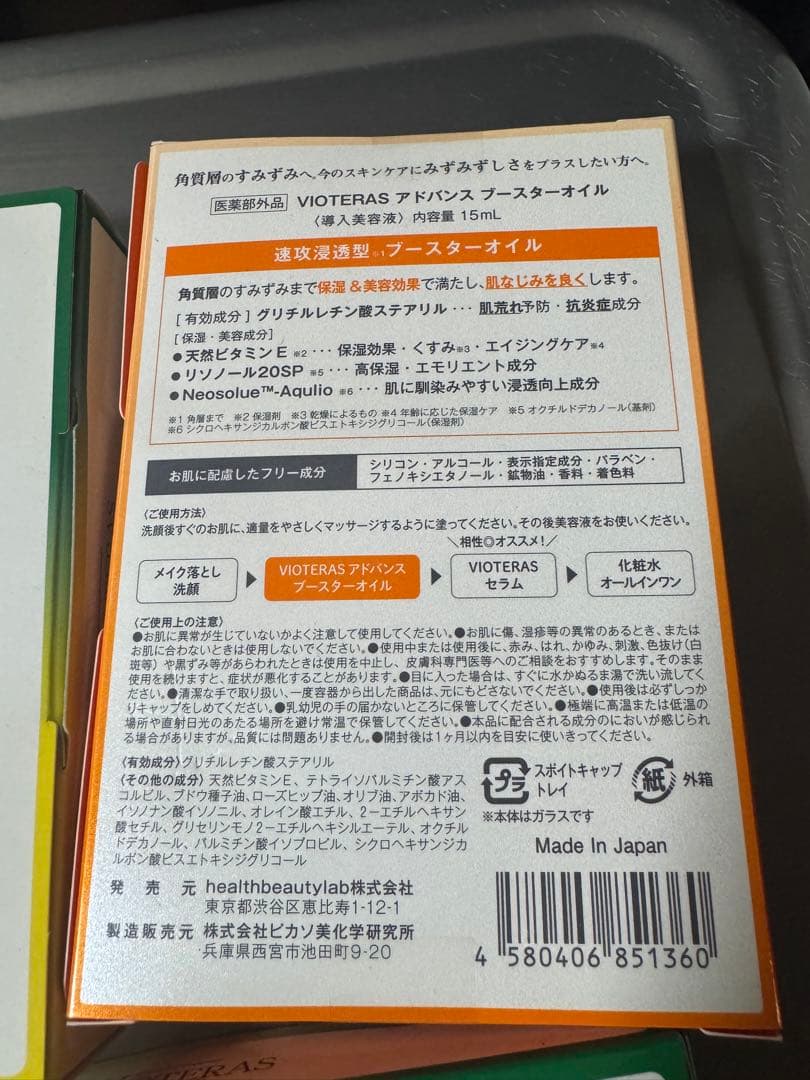 角質層のすみずみへ。今のスキンケアにみずみずしさをプラスしたい方へ。
医薬部外品 VIOTERAS アドバンス ブースターオイル
〈導入美容液〉内容量 15mL
速攻浸透型※1ブースターオイル
角質層のすみずみまで保湿&美容効果で満たし、肌なじみを良くします。
[有効成分]グリチルレチン酸ステアリル・・・肌荒れ予防・抗炎症成分
[保湿・美容成分]
●天然ビタミンE ※2・・・保湿効果・くすみ※3・エイジングケア※4
●リソノール20SP ※5・・・高保湿・エモリエント成分
●Neosolue™-Aqulio ※6・・・肌に馴染みやすい浸透向上成分
※1 角層まで ※2 保湿剤 ※3 乾燥によるもの ※4 年齢に応じた保湿ケア ※5 オクチルドデカノール(基剤)
※6 シクロヘキサンジカルボン酸ビスエトキシジグリコール(保湿剤)
お肌に配慮したフリー成分
シリコン・アルコール・表示指定成分・パラベン・
フェノキシエタノール・鉱物油・香料・着色料
〈ご使用方法〉
洗顔後すぐのお肌に、適量をやさしくマッサージするように塗ってください。その後美容液をお使いください。
＼相性◎オススメ!／
メイク落とし
洗顔
VIOTERAS アドバンス
ブースターオイル
VIOTERAS
セラム
化粧水
オールインワン
〈ご使用上の注意〉
●お肌に異常が生じていないかよく注意して使用してください。●お肌に傷、湿疹等の異常のあるとき、または
お肌に合わないときは使用しないでください。●使用中または使用後に、赤み、はれ、かゆみ、刺激、色抜け(白
斑等)や黒ずみ等があらわれたときは使用を中止し、皮膚科専門医等へのご相談をおすすめします。そのまま
使用を続けますと、症状が悪化することがあります。●目に入った場合は、すぐに水かぬるま湯で洗い流してく
ださい。●清潔な手で取り扱い、一度容器から出した商品は、元にもどさないでください。●使用後は必ずしっか
りキャップをしめてください。●乳幼児の手の届かないところに保管してください。●極端に高温または低温の
場所や直射日光のあたる場所を避け常温で保管してください。●本品に配合される成分のにおいが感じられ
る場合がありますが、品質には問題ありません。●開封後は1ヶ月以内を目安に使いきってください。
〈有効成分〉グリチルレチン酸ステアリル
〈その他の成分〉天然ビタミンE、テトライソパルミチン酸アス
コルビル、ブドウ種子油、ローズヒップ油、オリブ油、アボカド油、
イソノナン酸イソノニル、オレイン酸エチル、2−エチルヘキサン
酸セチル、グリセリンモノ2−エチルヘキシルエーテル、オクチル
ドデカノール、パルミチン酸イソプロピル、シクロヘキサンジカ
ルボン酸ビスエトキシジグリコール
プラ
スポイトキャップ
トレイ
紙
外箱
※本体はガラスです
Made In Japan
発売元 healthbeautylab株式会社
東京都渋谷区恵比寿1-12-1
製造販売元 株式会社ピカソ美化学研究所
兵庫県西宮市池田町9-20
4 580406 851360
VIOTERAS